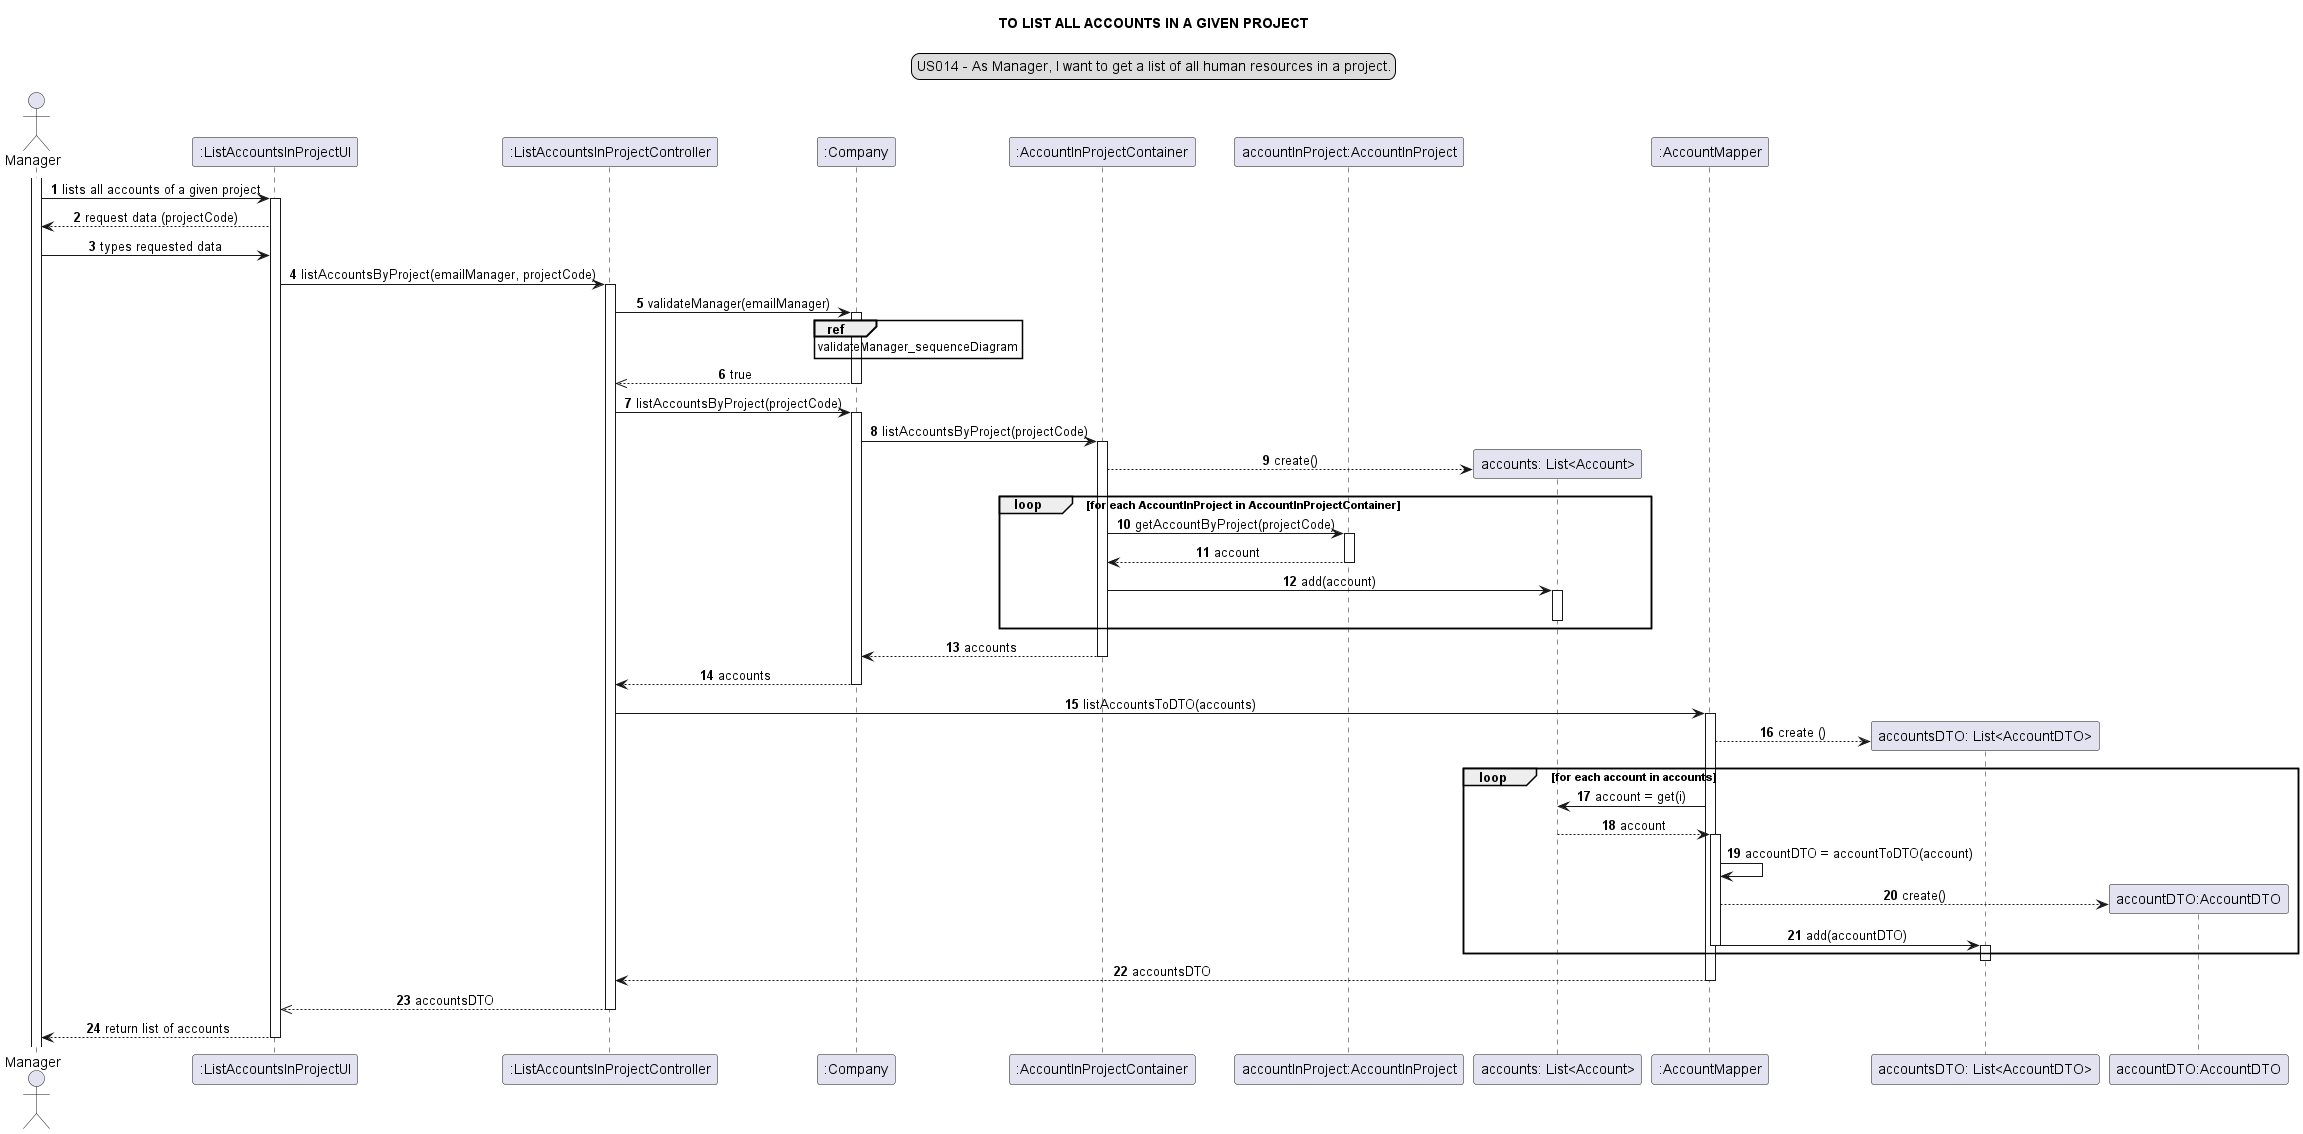 TO LIST ALL ACCOUNTS IN A GIVEN PROJECT
US014 - As Manager, I want to get a list of all human resources in a project.
Manager
:ListAccountsInProjectUI
:ListAccountsInProjectController
:Company
:AccountInProjectContainer
accountInProject:AccountInProject
:AccountMapper
1 lists all accounts of a given project
2 request data (projectCode)
3 types requested data
4 listAccountsByProject(emailManager, projectCode)
5 validateManager(emailManager)
ref
validateManager_sequenceDiagram
6 true
7 listAccountsByProject(projectCode)
8 listAccountsByProject(projectCode)
9 create()
accounts: List<Account>
loop [for each AccountInProject in AccountInProjectContainer]
10 getAccountByProject(projectCode)
11 account
12 add(account)
13 accounts
14 accounts
15 listAccountsToDTO(accounts)
16 create ()
accountsDTO: List<AccountDTO>
loop [for each account in accounts]
17 account = get(i)
18 account
19 accountDTO = accountToDTO(account)
20 create()
accountDTO:AccountDTO
21 add(accountDTO)
22 accountsDTO
23 accountsDTO
24 return list of accounts
Manager
:ListAccountsInProjectUI
:ListAccountsInProjectController
:Company
:AccountInProjectContainer
accountInProject:AccountInProject
accounts: List<Account>
:AccountMapper
accountsDTO: List<AccountDTO>
accountDTO:AccountDTO